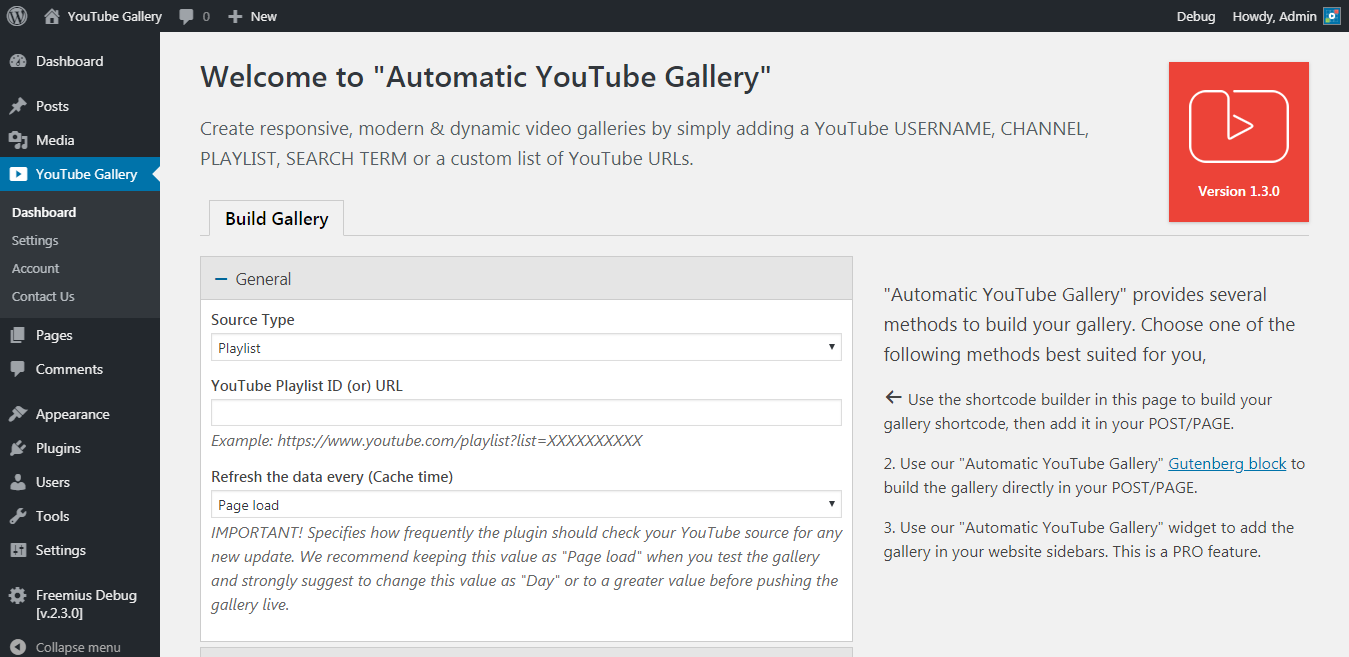 YouTube Gallery 0 New Debug Howdy, Admin
Dashboard
Posts
Media
YouTube Gallery
Dashboard
Settings
Account
Contact Us
Pages
Comments
Appearance
Plugins
Users
Tools
Settings
Freemius Debug
[v.2.3.0]
Collapse menu
Welcome to "Automatic YouTube Gallery"
Create responsive, modern & dynamic video galleries by simply adding a YouTube USERNAME, CHANNEL,
PLAYLIST, SEARCH TERM or a custom list of YouTube URLs.
Version 1.3.0
Build Gallery
General
Source Type
Playlist
YouTube Playlist ID (or) URL
Example: https://www.youtube.com/playlist?list=XXXXXXXXXX
Refresh the data every (Cache time)
Page load
IMPORTANT! Specifies how frequently the plugin should check your YouTube source for any
new update. We recommend keeping this value as "Page load" when you test the gallery
and strongly suggest to change this value as "Day" or to a greater value before pushing the
gallery live.
"Automatic YouTube Gallery" provides several
methods to build your gallery. Choose one of the
following methods best suited for you,
← Use the shortcode builder in this page to build your
gallery shortcode, then add it in your POST/PAGE.
2. Use our "Automatic YouTube Gallery" Gutenberg block to
build the gallery directly in your POST/PAGE.
3. Use our "Automatic YouTube Gallery" widget to add the
gallery in your website sidebars. This is a PRO feature.